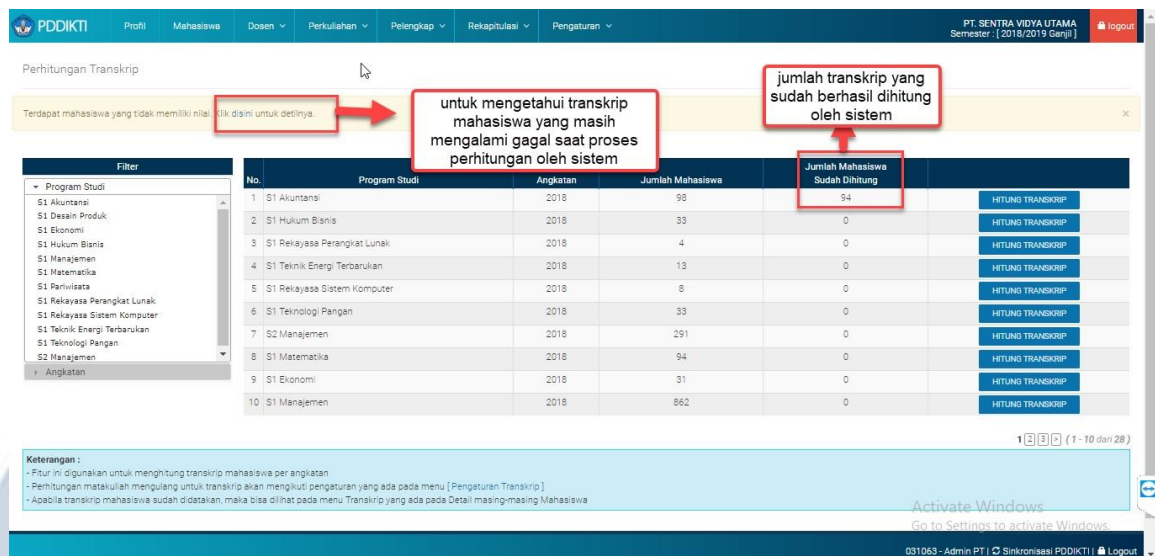 PDDIKTI Profil Mahasiswa Dosen Perkuliahan Pelengkap Rekapitulasi Pengaturan PT. SENTRA VIDYA UTAMA logout
Semester : [ 2018/2019 Ganjil ]
Perhitungan Transkrip
Terdapat mahasiswa yang tidak memiliki nilai. Klik disini untuk detilnya.
untuk mengetahui transkrip
mahasiswa yang masih
mengalami gagal saat proses
perhitungan oleh sistem
jumlah transkrip yang
sudah berhasil dihitung
oleh sistem
Filter
Program Studi
S1 Akuntansi
S1 Desain Produk
S1 Ekonomi
S1 Hukum Bisnis
S1 Manajemen
S1 Matematika
S1 Pariwisata
S1 Rekayasa Perangkat Lunak
S1 Rekayasa Sistem Komputer
S1 Teknik Energi Terbarukan
S1 Teknologi Pangan
S2 Manajemen
Angkatan
No. Program Studi Angkatan Jumlah Mahasiswa Jumlah Mahasiswa
Sudah Dihitung
1 S1 Akuntansi 2018 98 94 HITUNG TRANSKRIP
2 S1 Hukum Bisnis 2018 33 0 HITUNG TRANSKRIP
3 S1 Rekayasa Perangkat Lunak 2018 4 0 HITUNG TRANSKRIP
4 S1 Teknik Energi Terbarukan 2018 13 0 HITUNG TRANSKRIP
5 S1 Rekayasa Sistem Komputer 2018 8 0 HITUNG TRANSKRIP
6 S1 Teknologi Pangan 2018 33 0 HITUNG TRANSKRIP
7 S2 Manajemen 2018 291 0 HITUNG TRANSKRIP
8 S1 Matematika 2018 94 0 HITUNG TRANSKRIP
9 S1 Ekonomi 2018 31 0 HITUNG TRANSKRIP
10 S1 Manajemen 2018 862 0 HITUNG TRANSKRIP
1 2 3 > ( 1 - 10 dari 28 )
Keterangan :
- Fitur ini digunakan untuk menghitung transkrip mahasiswa per angkatan
- Perhitungan matakuliah mengulang untuk transkrip akan mengikuti pengaturan yang ada pada menu [ Pengaturan Transkrip ]
- Apabila transkrip mahasiswa sudah didatakan, maka bisa dilihat pada menu Transkrip yang ada pada Detail masing-masing Mahasiswa
Activate Windows
Go to Settings to activate Windows.
031063 - Admin PT | Sinkronisasi PDDIKTI | Logout